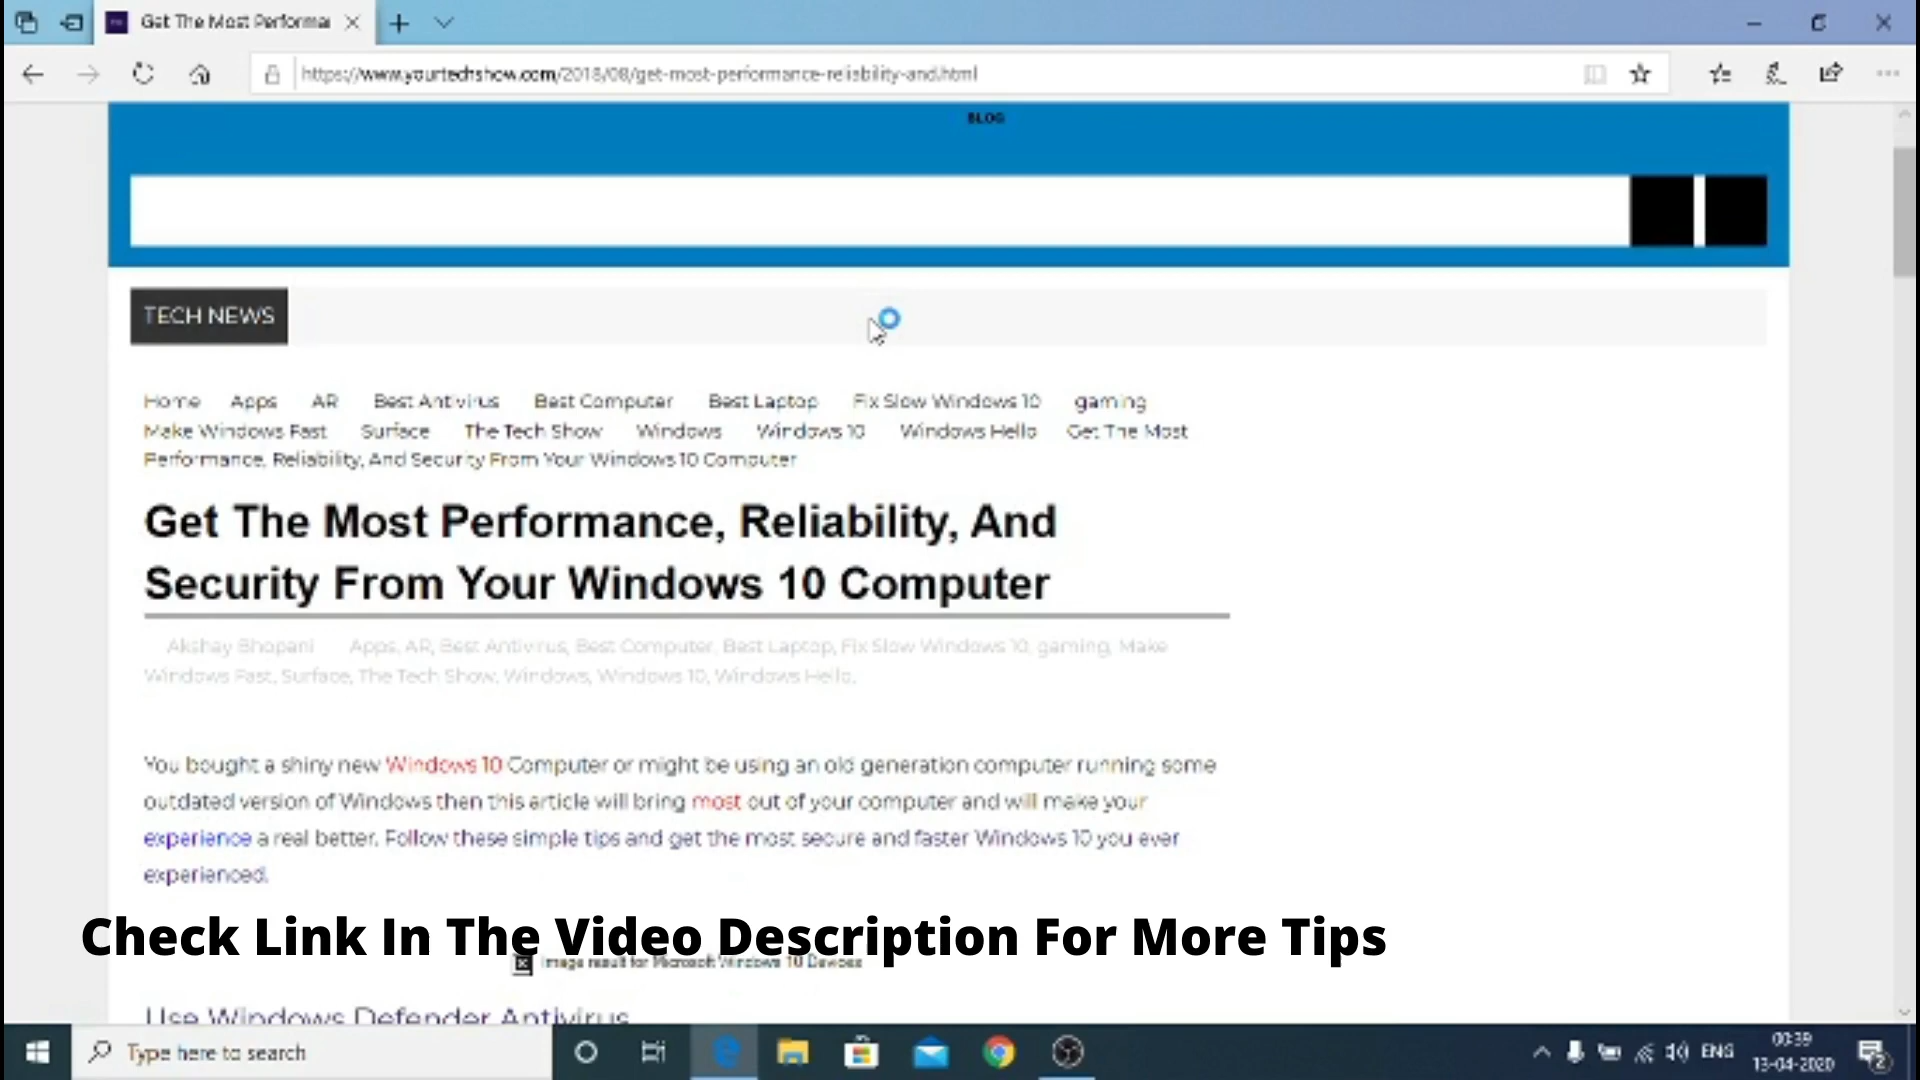 Get The Most Performa
https://www.yourtechshow.com/2018/08/get-most-performance-reliability-and.html
BLOG
TECH NEWS
Home Apps AR Best Antivirus Best Computer Best Laptop Fix Slow Windows 10 gaming
Make Windows Fast Surface The Tech Show Windows Windows 10 Windows Hello Get The Most
Performance, Reliability, And Security From Your Windows 10 Computer
Get The Most Performance, Reliability, And
Security From Your Windows 10 Computer
Akshay Bhopani Apps, AR, Best Antivirus, Best Computer, Best Laptop, Fix Slow Windows 10, gaming, Make
Windows Fast, Surface, The Tech Show, Windows, Windows 10, Windows Hello,
You bought a shiny new Windows 10 Computer or might be using an old generation computer running some
outdated version of Windows then this article will bring most out of your computer and will make your
experience a real better. Follow these simple tips and get the most secure and faster Windows 10 you ever
experienced.
Check Link In The Video Description For More Tips
Image result for Microsoft Windows 10 Devices
Use Windows Defender Antivirus
Type here to search
ENG
00:39
13-04-2020
2